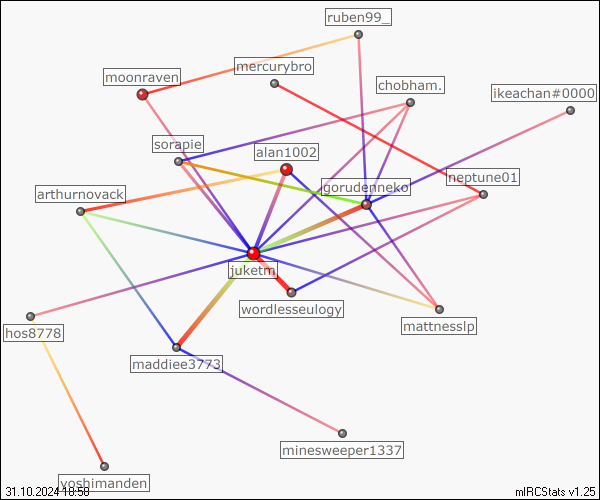 ruben99_
mercurybro
moonraven
chobham.
ikeachan#0000
sorapie
alan1002
neptune01
gorudenneko
arthurnovack
juketm
wordlesseulogy
mattnesslp
hos8778
maddiee3773
minesweeper1337
yoshimanden
31.10.2024 18:58
mIRCStats v1.25